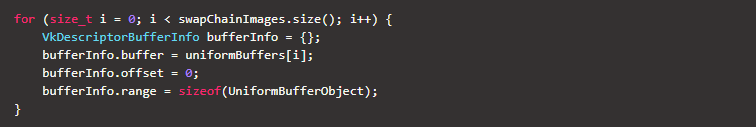 for (size_t i = 0; i < swapChainImages.size(); i++) {
    VkDescriptorBufferInfo bufferInfo = {};
    bufferInfo.buffer = uniformBuffers[i];
    bufferInfo.offset = 0;
    bufferInfo.range = sizeof(UniformBufferObject);
}